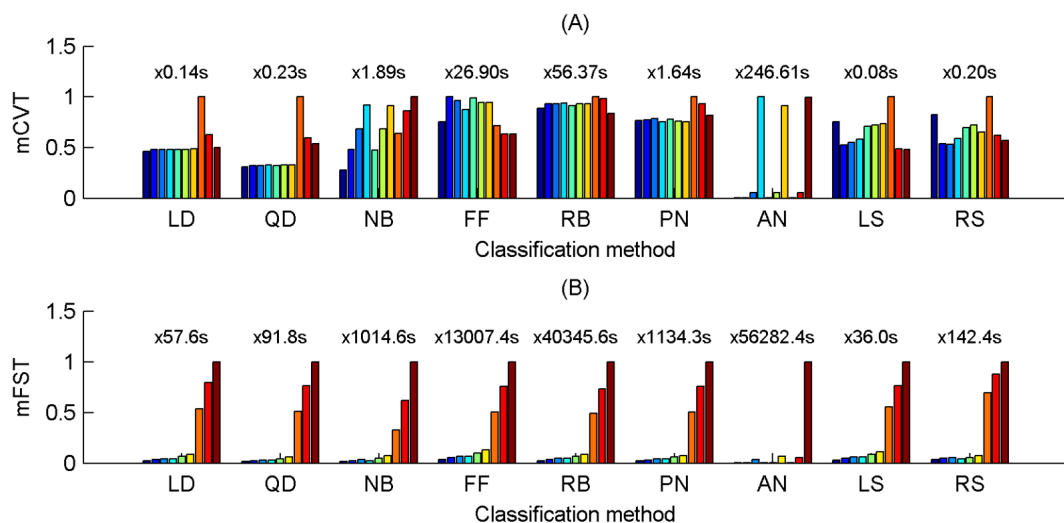 (A)
1.5
x0.14s x0.23s x1.89s x26.90s x56.37s x1.64s x246.61s x0.08s x0.20s
1
mCVT
0.5
0
LD QD NB FF RB PN AN LS RS
Classification method
(B)
1.5
x57.6s x91.8s x1014.6s x13007.4s x40345.6s x1134.3s x56282.4s x36.0s x142.4s
1
mFST
0.5
0
LD QD NB FF RB PN AN LS RS
Classification method